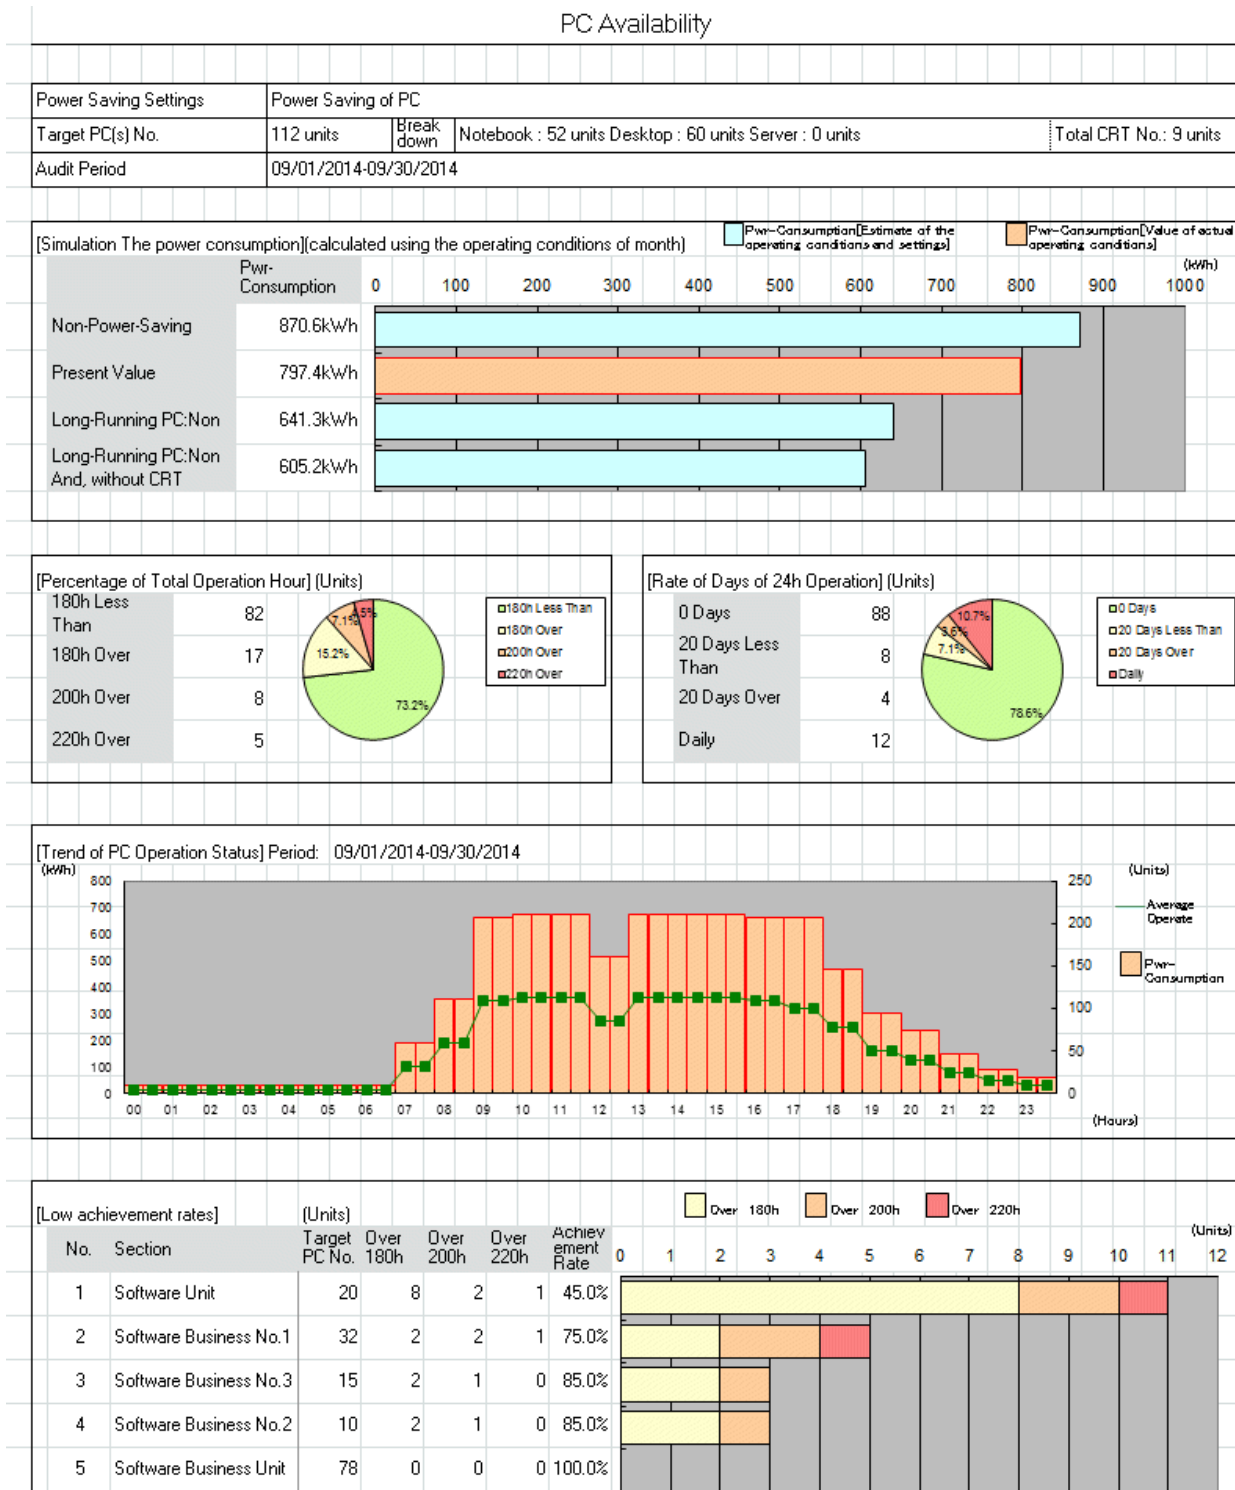 PC Availability
Power Saving Settings Power Saving of PC
Target PC(s) No. 112 units Break down Notebook : 52 units Desktop : 60 units Server : 0 units Total CRT No.: 9 units
Audit Period 09/01/2014-09/30/2014
[Simulation The power consumption](calculated using the operating conditions of month)
Pwr-Consumption[Estimate of the operating conditions and settings]
Pwr-Consumption[Value of actual operating conditions]
(kWh)
Pwr-Consumption 0 100 200 300 400 500 600 700 800 900 1000
Non-Power-Saving 870.6kWh
Present Value 797.4kWh
Long-Running PC:Non 641.3kWh
Long-Running PC:Non And, without CRT 605.2kWh
[Percentage of Total Operation Hour] (Units)
180h Less Than 82
180h Over 17
200h Over 8
220h Over 5
4.5%
7.1%
15.2%
73.2%
180h Less Than
180h Over
200h Over
220h Over
[Rate of Days of 24h Operation] (Units)
0 Days 88
20 Days Less Than 8
20 Days Over 4
Daily 12
10.7%
3.6%
7.1%
78.6%
0 Days
20 Days Less Than
20 Days Over
Daily
[Trend of PC Operation Status] Period: 09/01/2014-09/30/2014
(kWh)
800
700
600
500
400
300
200
100
0
(Units)
250
200
150
100
50
0
Average Operate
Pwr-Consumption
00 01 02 03 04 05 06 07 08 09 10 11 12 13 14 15 16 17 18 19 20 21 22 23
(Hours)
[Low achievement rates] (Units)
Over 180h Over 200h Over 220h
(Units)
No. Section Target PC No. Over 180h Over 200h Over 220h Achievement Rate 0 1 2 3 4 5 6 7 8 9 10 11 12
1 Software Unit 20 8 2 1 45.0%
2 Software Business No.1 32 2 2 1 75.0%
3 Software Business No.3 15 2 1 0 85.0%
4 Software Business No.2 10 2 1 0 85.0%
5 Software Business Unit 78 0 0 0 100.0%